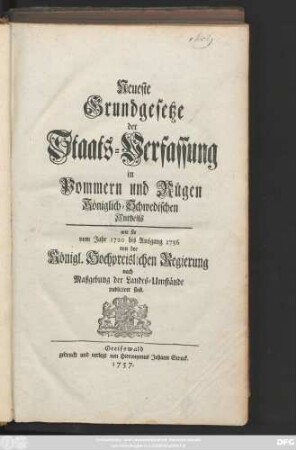 Neueste
Grundgesetze
der
Staats-Verfassung
in
Pommern und Rügen
Königlich-Schwedischen
Antheils
wie sie
vom Jahr 1720 bis Ausgang 1756
von der
Königl. Hochpreislichen Regierung
nach
Maßgebung der Landes-Umstände
publiciret sind.
Greifswald
gedruckt und verlegt von Hieronymus Johann Struck.
1757.